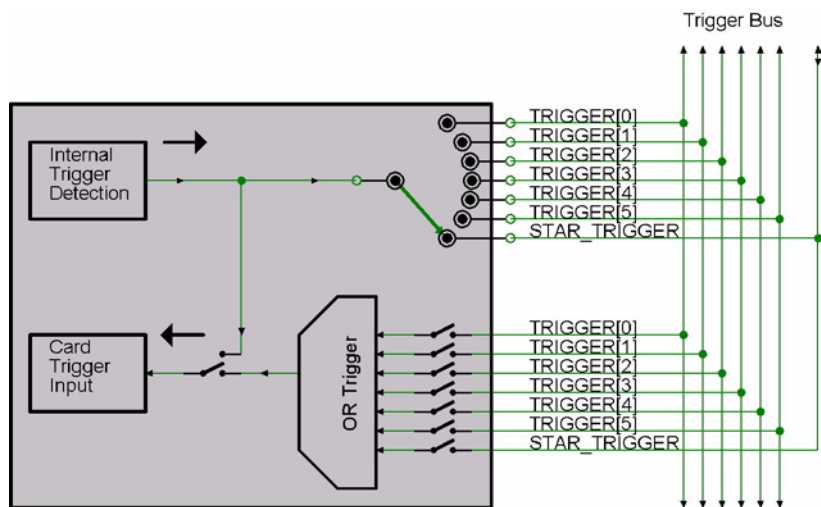 Trigger Bus
TRIGGER[0]
TRIGGER[1]
TRIGGER[2]
TRIGGER[3]
TRIGGER[4]
TRIGGER[5]
STAR_TRIGGER
Internal
Trigger
Detection
Card
Trigger
Input
OR Trigger
TRIGGER[0]
TRIGGER[1]
TRIGGER[2]
TRIGGER[3]
TRIGGER[4]
TRIGGER[5]
STAR_TRIGGER